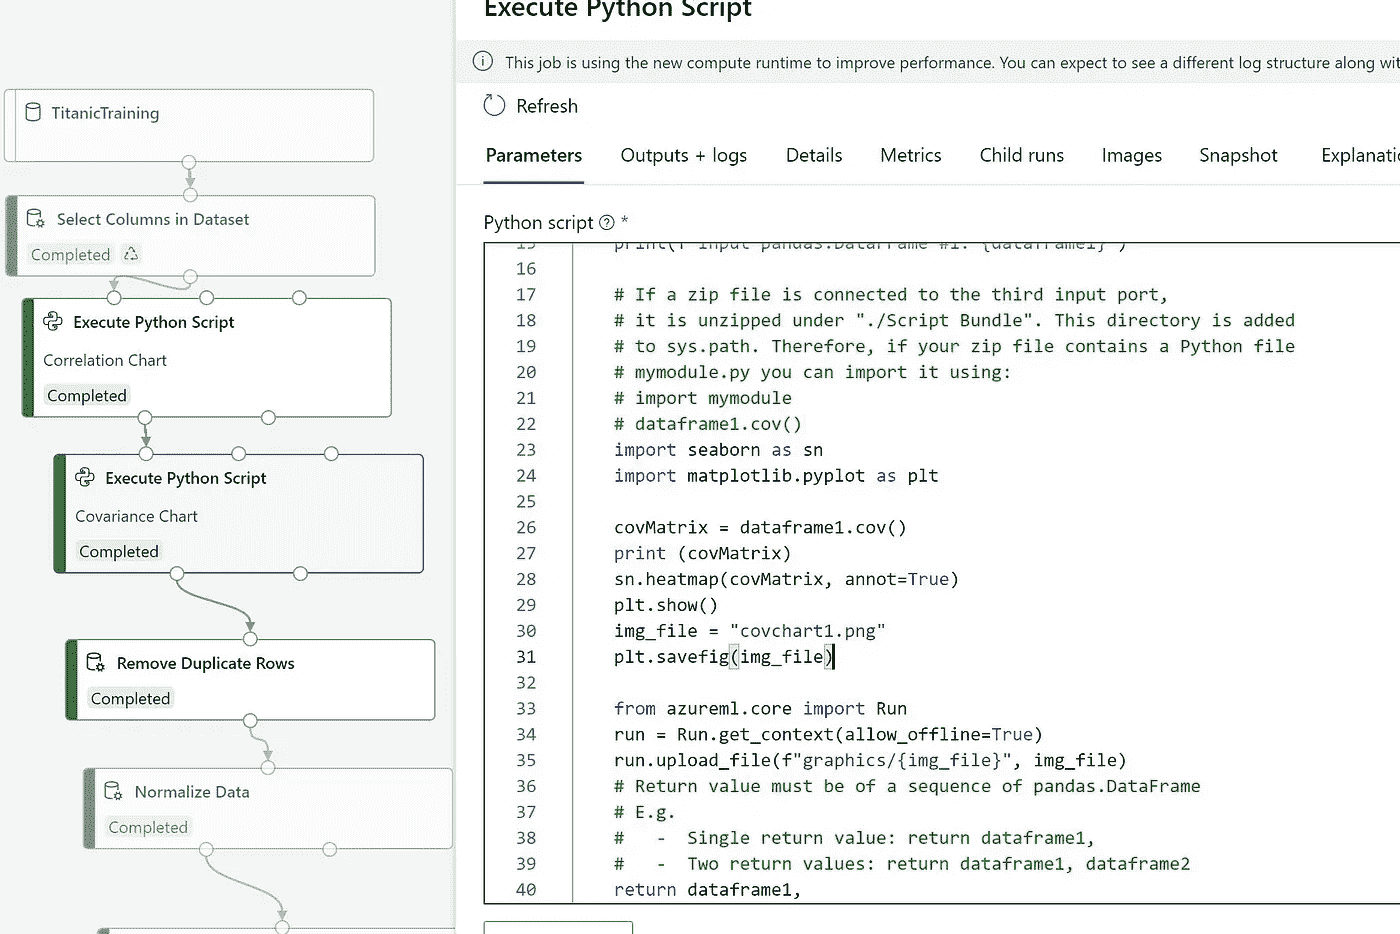 Execute Python Script
This job is using the new compute runtime to improve performance. You can expect to see a different log structure along wit
Refresh
Parameters Outputs + logs Details Metrics Child runs Images Snapshot Explanatio
Python script *
TitanicTraining
Select Columns in Dataset
Completed
Execute Python Script
Correlation Chart
Completed
Execute Python Script
Covariance Chart
Completed
Remove Duplicate Rows
Completed
Normalize Data
Completed
15 print(f'Input pandas.DataFrame #1: {dataframe1}')
16
17 # If a zip file is connected to the third input port,
18 # it is unzipped under "./Script Bundle". This directory is added
19 # to sys.path. Therefore, if your zip file contains a Python file
20 # mymodule.py you can import it using:
21 # import mymodule
22 # dataframe1.cov()
23 import seaborn as sn
24 import matplotlib.pyplot as plt
25
26 covMatrix = dataframe1.cov()
27 print (covMatrix)
28 sn.heatmap(covMatrix, annot=True)
29 plt.show()
30 img_file = "covchart1.png"
31 plt.savefig(img_file)
32
33 from azureml.core import Run
34 run = Run.get_context(allow_offline=True)
35 run.upload_file(f"graphics/{img_file}", img_file)
36 # Return value must be of a sequence of pandas.DataFrame
37 # E.g.
38 #   -  Single return value: return dataframe1,
39 #   -  Two return values: return dataframe1, dataframe2
40 return dataframe1,